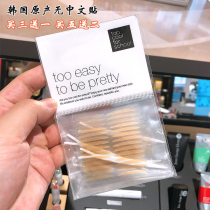 韩国原产无中文贴
买三送一 买五送二
too
cool
for
school
too easy
to be pretty